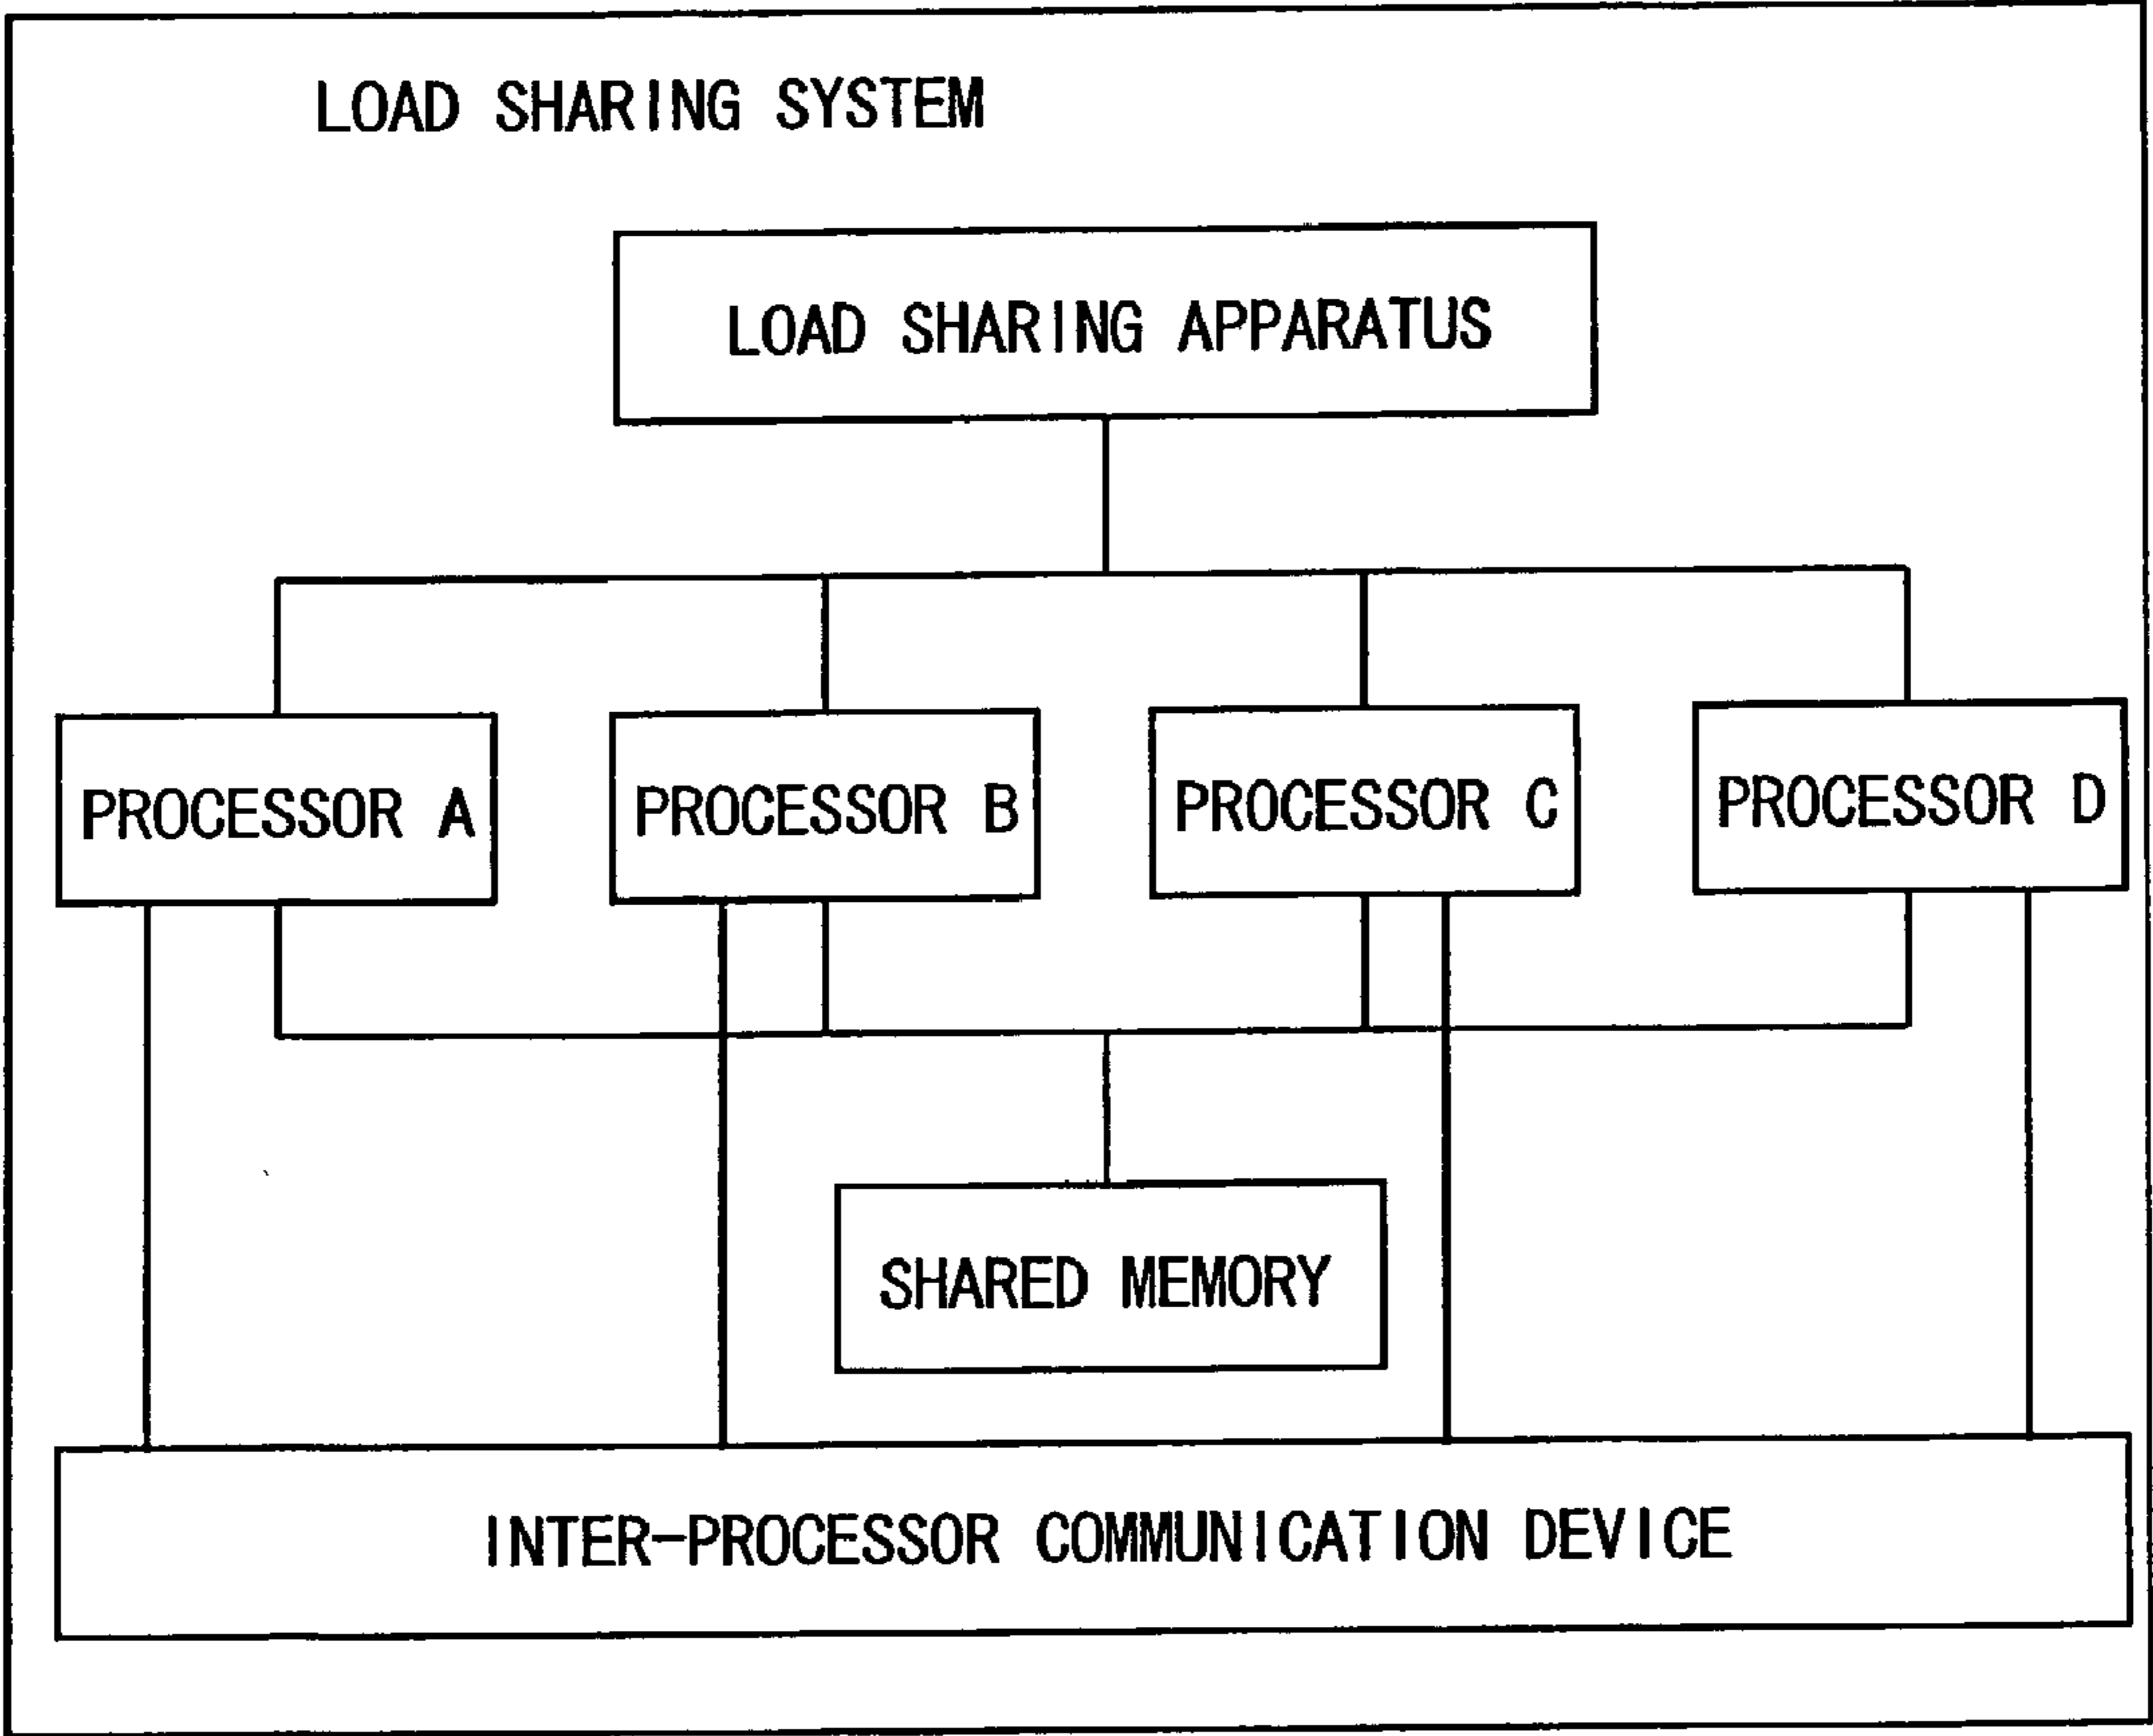 LOAD SHARING SYSTEM
LOAD SHARING APPARATUS
PROCESSOR A
PROCESSOR B
PROCESSOR C
PROCESSOR D
SHARED MEMORY
INTER-PROCESSOR COMMUNICATION DEVICE